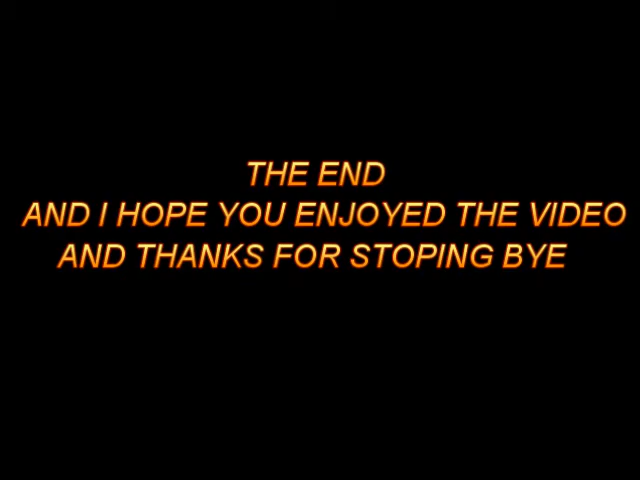 THE END
AND I HOPE YOU ENJOYED THE VIDEO
AND THANKS FOR STOPING BYE